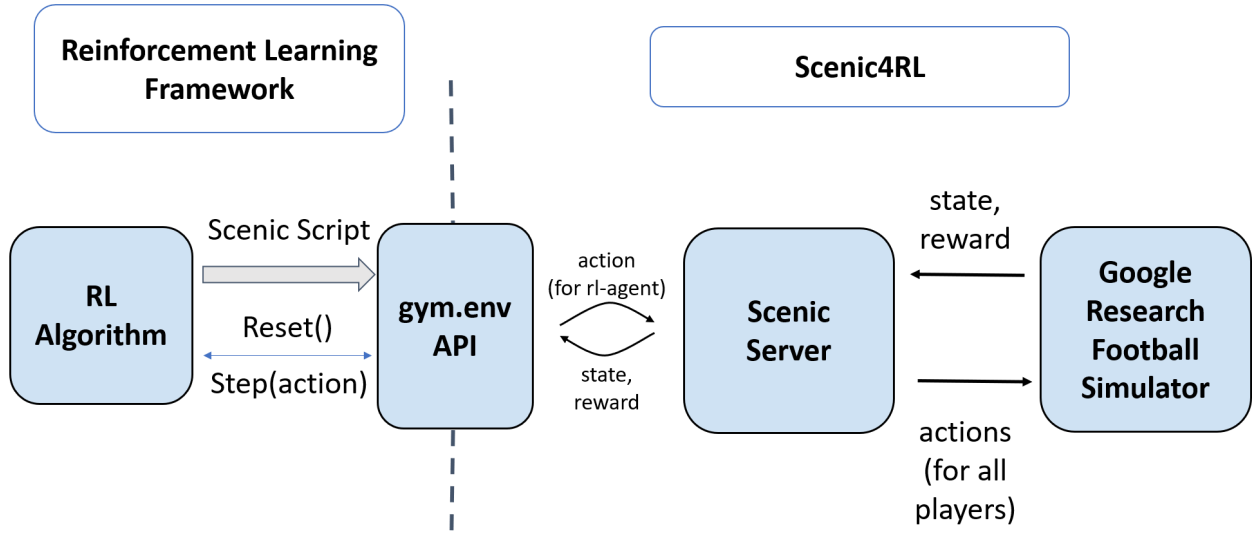 Reinforcement Learning
Framework
Scenic4RL
RL
Algorithm
Scenic Script
Reset()
Step(action)
gym.env
API
action
(for rl-agent)
state,
reward
Scenic
Server
state,
reward
actions
(for all
players)
Google
Research
Football
Simulator